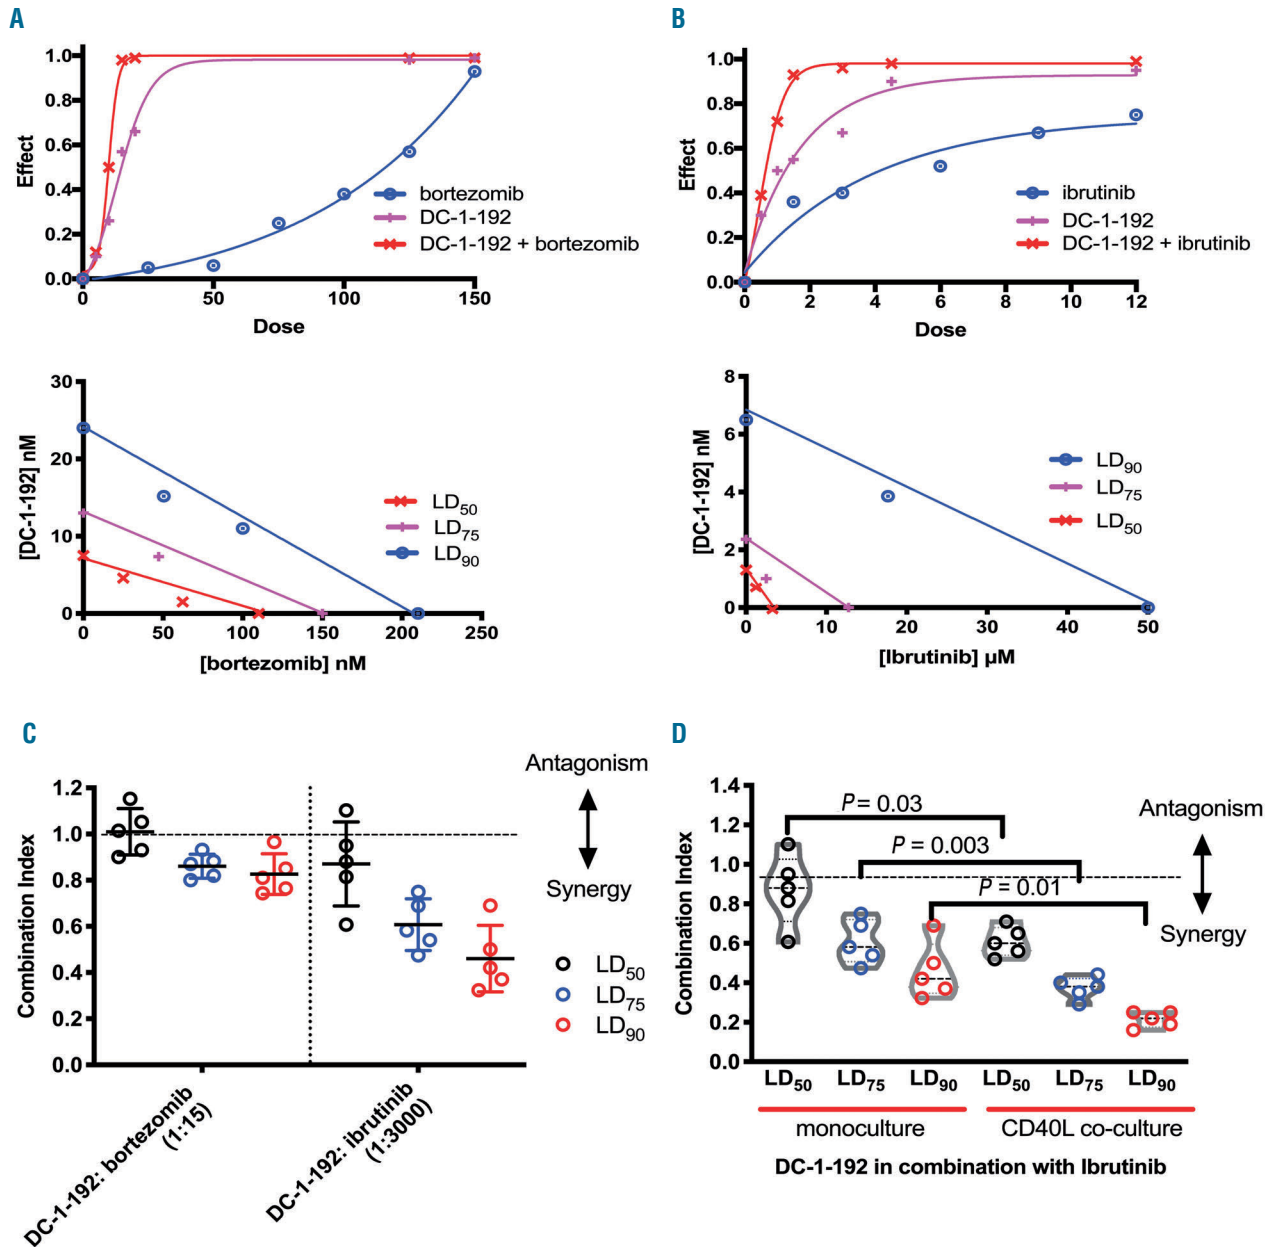 A
1.0
0.8
0.6
0.4
0.2
0.0
Effect
0
50
100
150
Dose
bortezomib
DC-1-192
DC-1-192 + bortezomib
30
20
10
0
[DC-1-192] nM
0
50
100
150
200
250
[bortezomib] nM
LD50
LD75
LD90
B
1.0
0.8
0.6
0.4
0.2
0.0
Effect
0
2
4
6
8
10
12
Dose
ibrutinib
DC-1-192
DC-1-192 + ibrutinib
8
6
4
2
0
[DC-1-192] nM
0
10
20
30
40
50
[Ibrutinib] µM
LD90
LD75
LD50
C
1.2
1.0
0.8
0.6
0.4
0.2
0.0
Combination Index
Antagonism
Synergy
LD50
LD75
LD90
DC-1-192: bortezomib
(1:15)
DC-1-192: ibrutinib
(1:3000)
D
1.4
1.2
1.0
0.8
0.6
0.4
0.2
0.0
Combination Index
P = 0.03
P = 0.003
P = 0.01
Antagonism
Synergy
LD50 LD75 LD90 LD50 LD75 LD90
monoculture
CD40L co-culture
DC-1-192 in combination with Ibrutinib